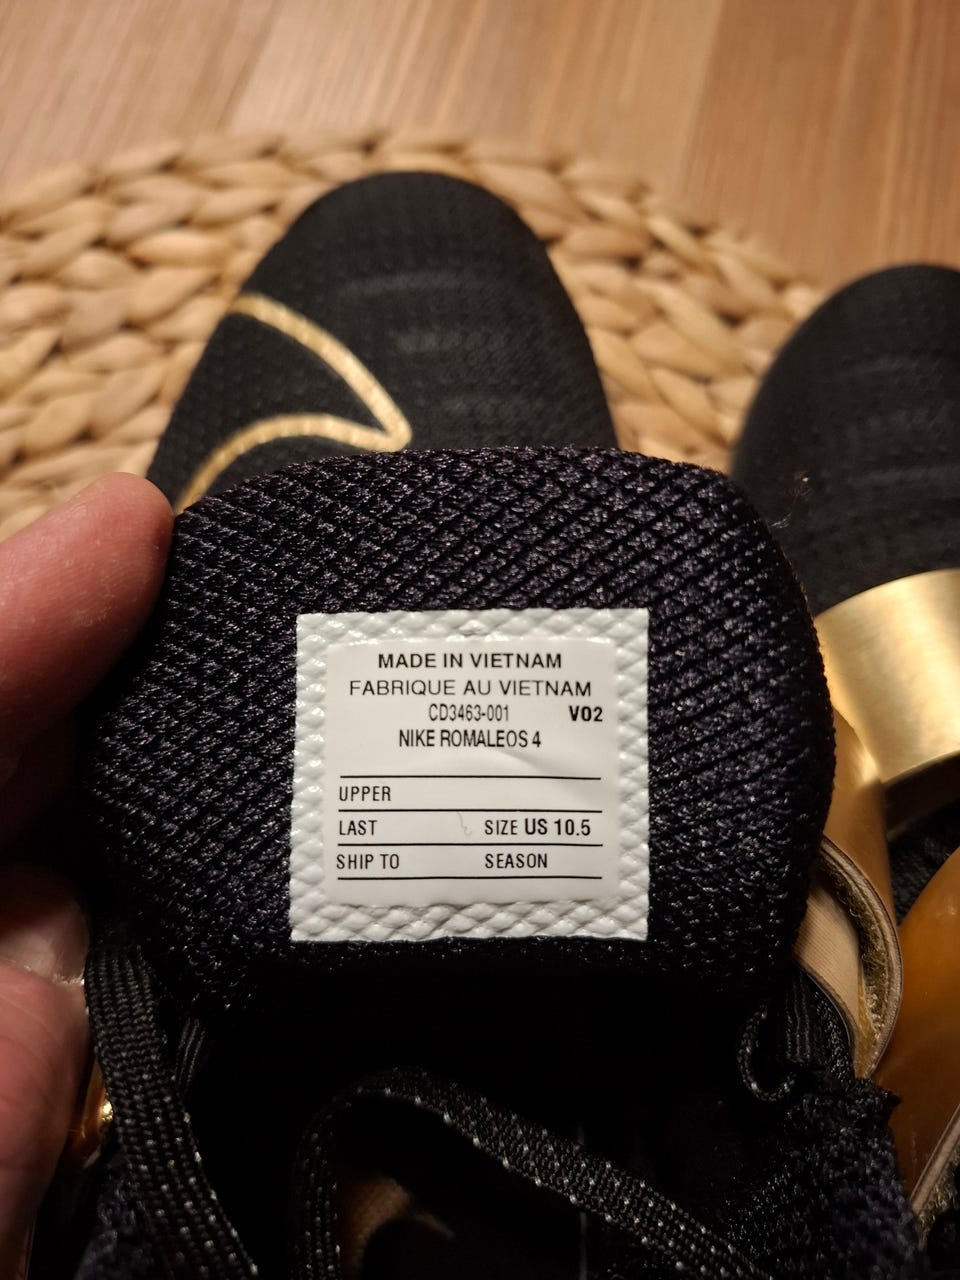 MADE IN VIETNAM
FABRIQUE AU VIETNAM
CD3463-001 V02
NIKE ROMALEOS 4
UPPER
LAST SIZE US 10.5
SHIP TO SEASON